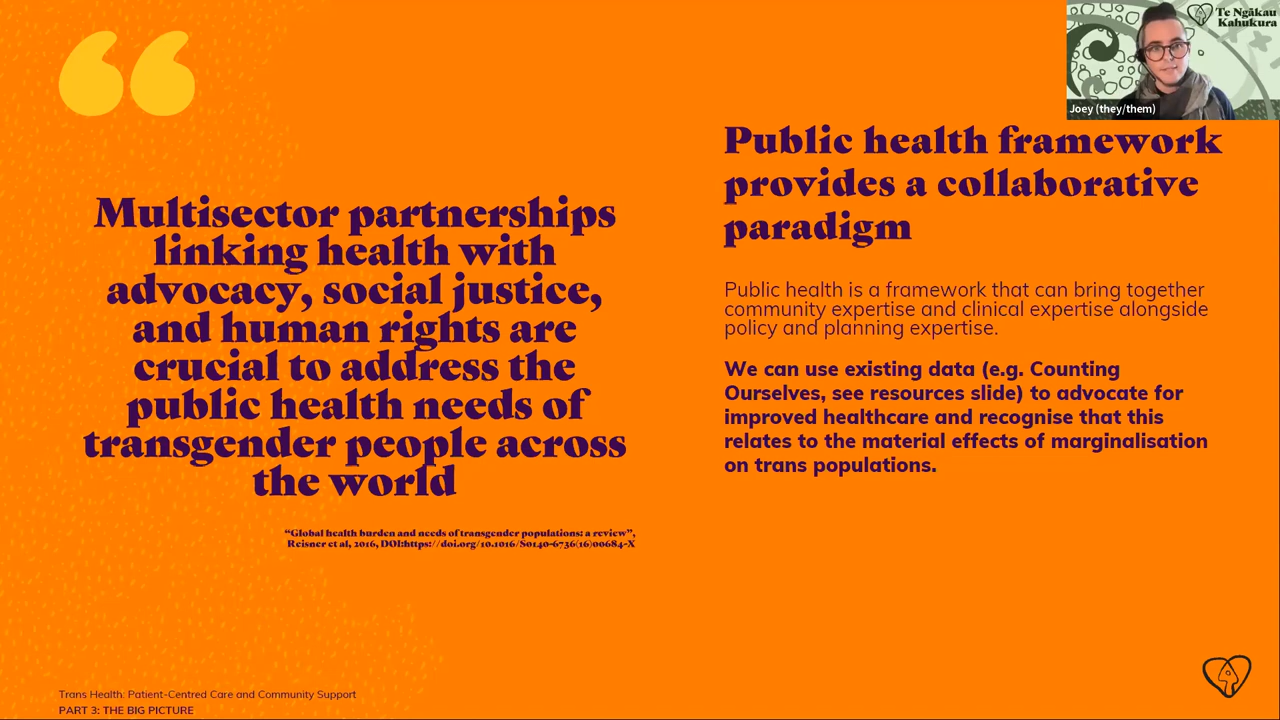 Te Ngākau
Kahukura
Joey (they/them)
Multisector partnerships
linking health with
advocacy, social justice,
and human rights are
crucial to address the
public health needs of
transgender people across
the world
“Global health burden and needs of transgender populations: a review”,
Reisner et al, 2016, DOI:https://doi.org/10.1016/S0140-6736(16)00684-X
Public health framework
provides a collaborative
paradigm
Public health is a framework that can bring together
community expertise and clinical expertise alongside
policy and planning expertise.
We can use existing data (e.g. Counting
Ourselves, see resources slide) to advocate for
improved healthcare and recognise that this
relates to the material effects of marginalisation
on trans populations.
Trans Health: Patient-Centred Care and Community Support
PART 3: THE BIG PICTURE